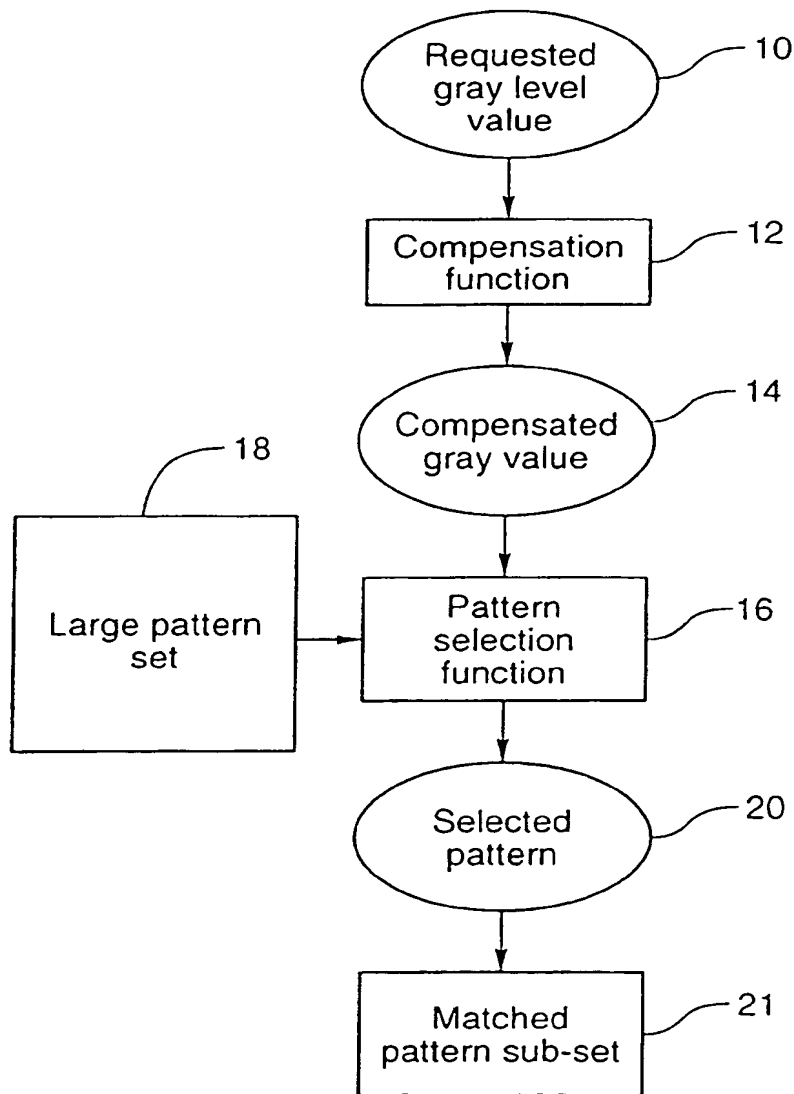 Requested
gray level
value
10
Compensation
function
12
Compensated
gray value
14
18
Large pattern
set
Pattern
selection
function
16
Selected
pattern
20
Matched
pattern sub-set
21